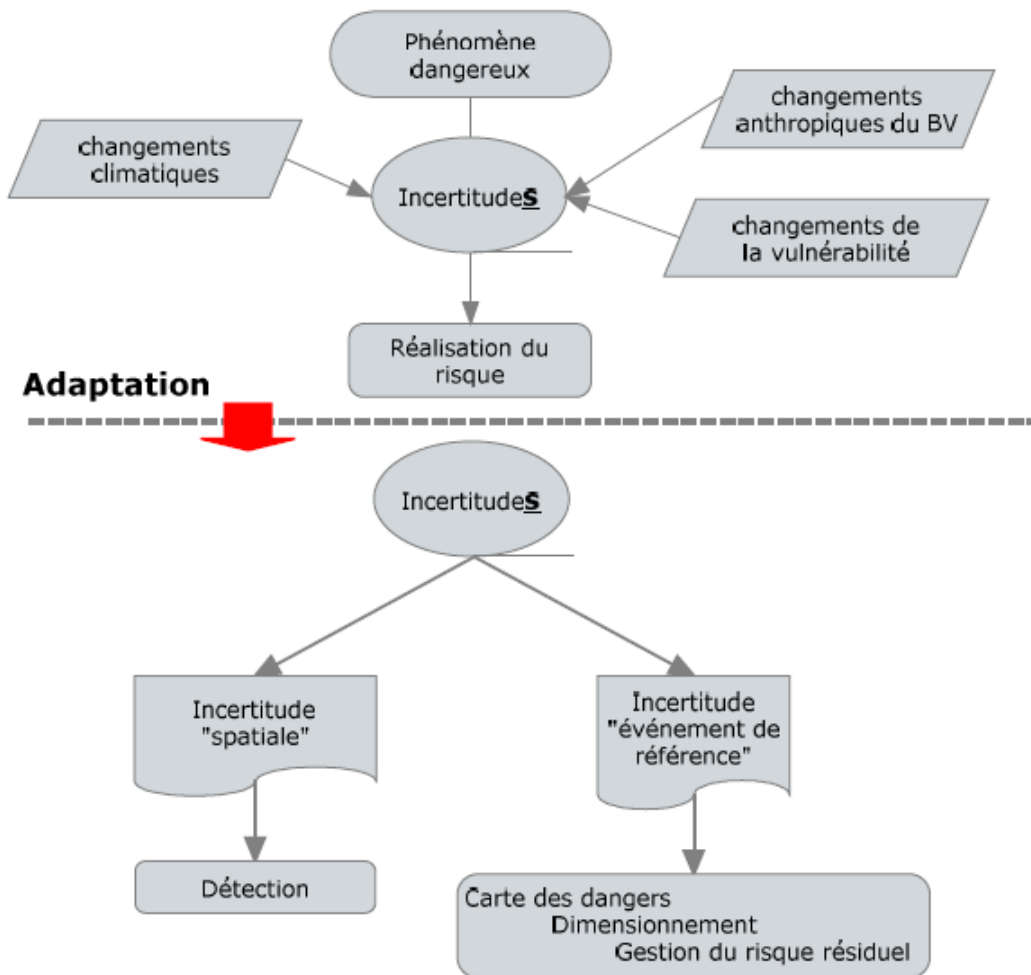 Phénomène
dangereux
changements
climatiques
changements
anthropiques du BV
Incertitudes
changements de
la vulnérabilité
Réalisation du
risque
Adaptation
Incertitudes
Incertitude
"spatiale"
Incertitude
"événement de
référence"
Détection
Carte des dangers
Dimensionnement
Gestion du risque résiduel